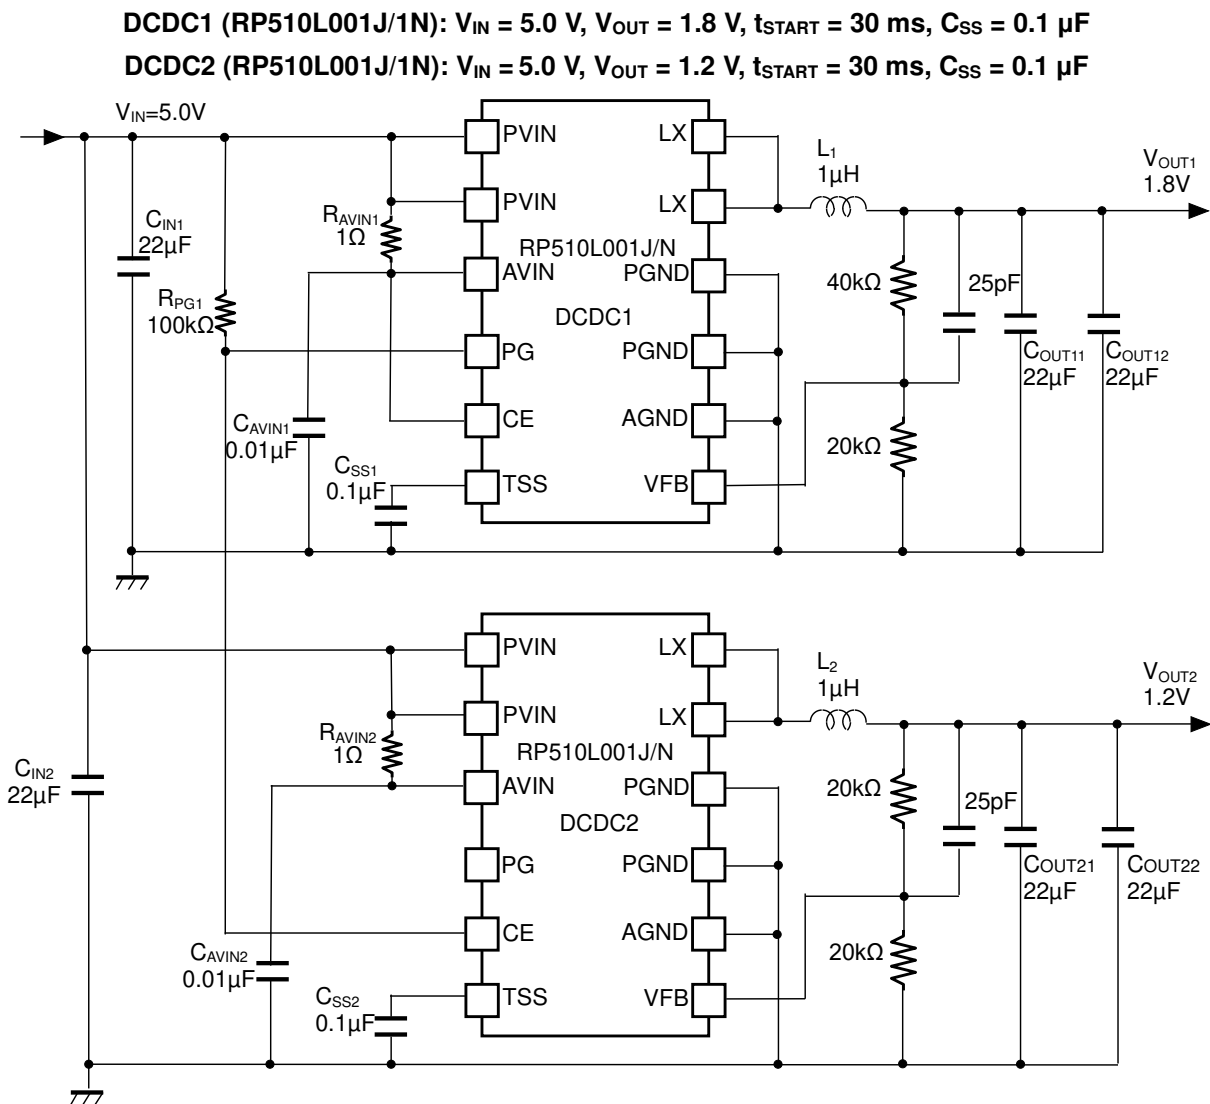 DCDC1 (RP510L001J/1N): VIN = 5.0 V, VOUT = 1.8 V, tSTART = 30 ms, CSS = 0.1 µF
DCDC2 (RP510L001J/1N): VIN = 5.0 V, VOUT = 1.2 V, tSTART = 30 ms, CSS = 0.1 µF
VIN=5.0V
PVIN
LX
L1
1µH
VOUT1
1.8V
PVIN
LX
CIN1
22µF
RAVIN1
1Ω
RP510L001J/N
AVIN
PGND
40kΩ
25pF
RPG1
100kΩ
DCDC1
PG
PGND
COUT11
22µF
COUT12
22µF
CAVIN1
0.01µF
CE
AGND
20kΩ
CSS1
0.1µF
TSS
VFB
PVIN
LX
L2
1µH
VOUT2
1.2V
PVIN
LX
RAVIN2
1Ω
RP510L001J/N
CIN2
22µF
AVIN
PGND
20kΩ
25pF
DCDC2
PG
PGND
COUT21
22µF
COUT22
22µF
CE
AGND
20kΩ
CAVIN2
0.01µF
CSS2
0.1µF
TSS
VFB